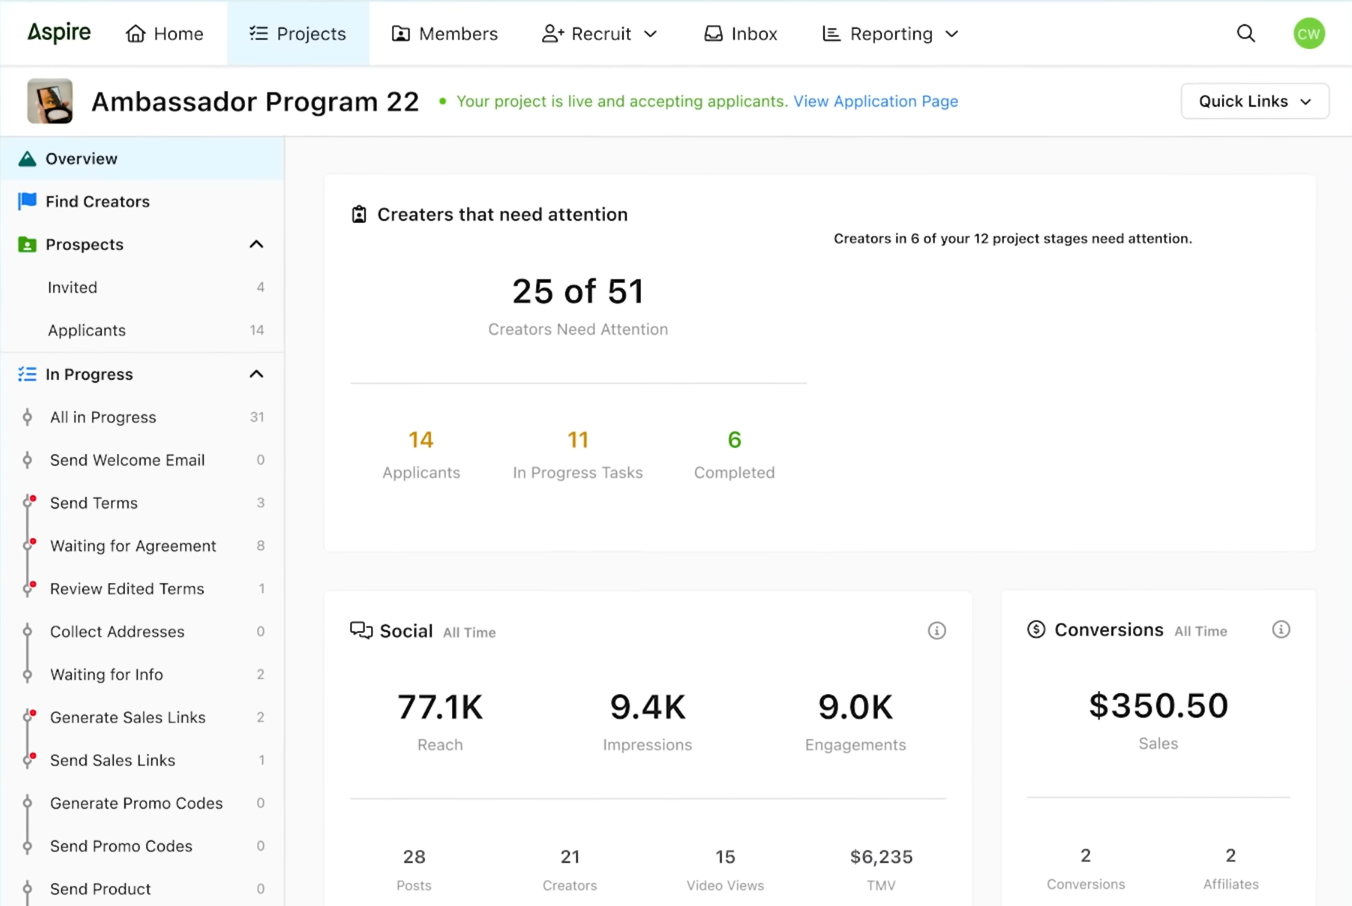 Aspire
Home
Projects
Members
Recruit
Inbox
Reporting
CW
Ambassador Program 22
Your project is live and accepting applicants. View Application Page
Quick Links
Overview
Find Creators
Prospects
Invited 4
Applicants 14
In Progress
All in Progress 31
Send Welcome Email 0
Send Terms 3
Waiting for Agreement 8
Review Edited Terms 1
Collect Addresses 0
Waiting for Info 2
Generate Sales Links 2
Send Sales Links 1
Generate Promo Codes 0
Send Promo Codes 0
Send Product 0
Creaters that need attention
Creators in 6 of your 12 project stages need attention.
25 of 51
Creators Need Attention
14 11 6
Applicants In Progress Tasks Completed
Social All Time
77.1K 9.4K 9.0K
Reach Impressions Engagements
28 21 15 $6,235
Posts Creators Video Views TMV
Conversions All Time
$350.50
Sales
2 2
Conversions Affiliates